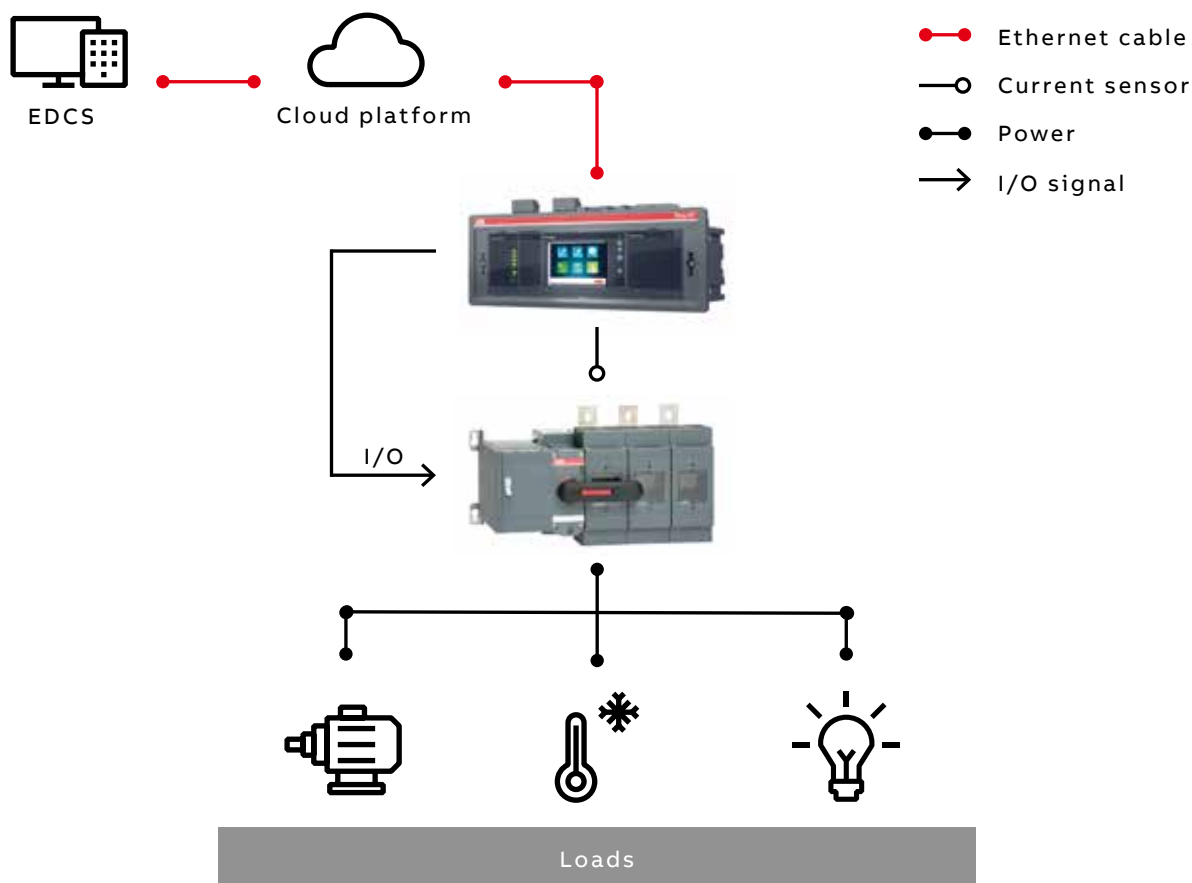 EDCS
Cloud platform
Ethernet cable
Current sensor
Power
I/O signal
I/O
Loads